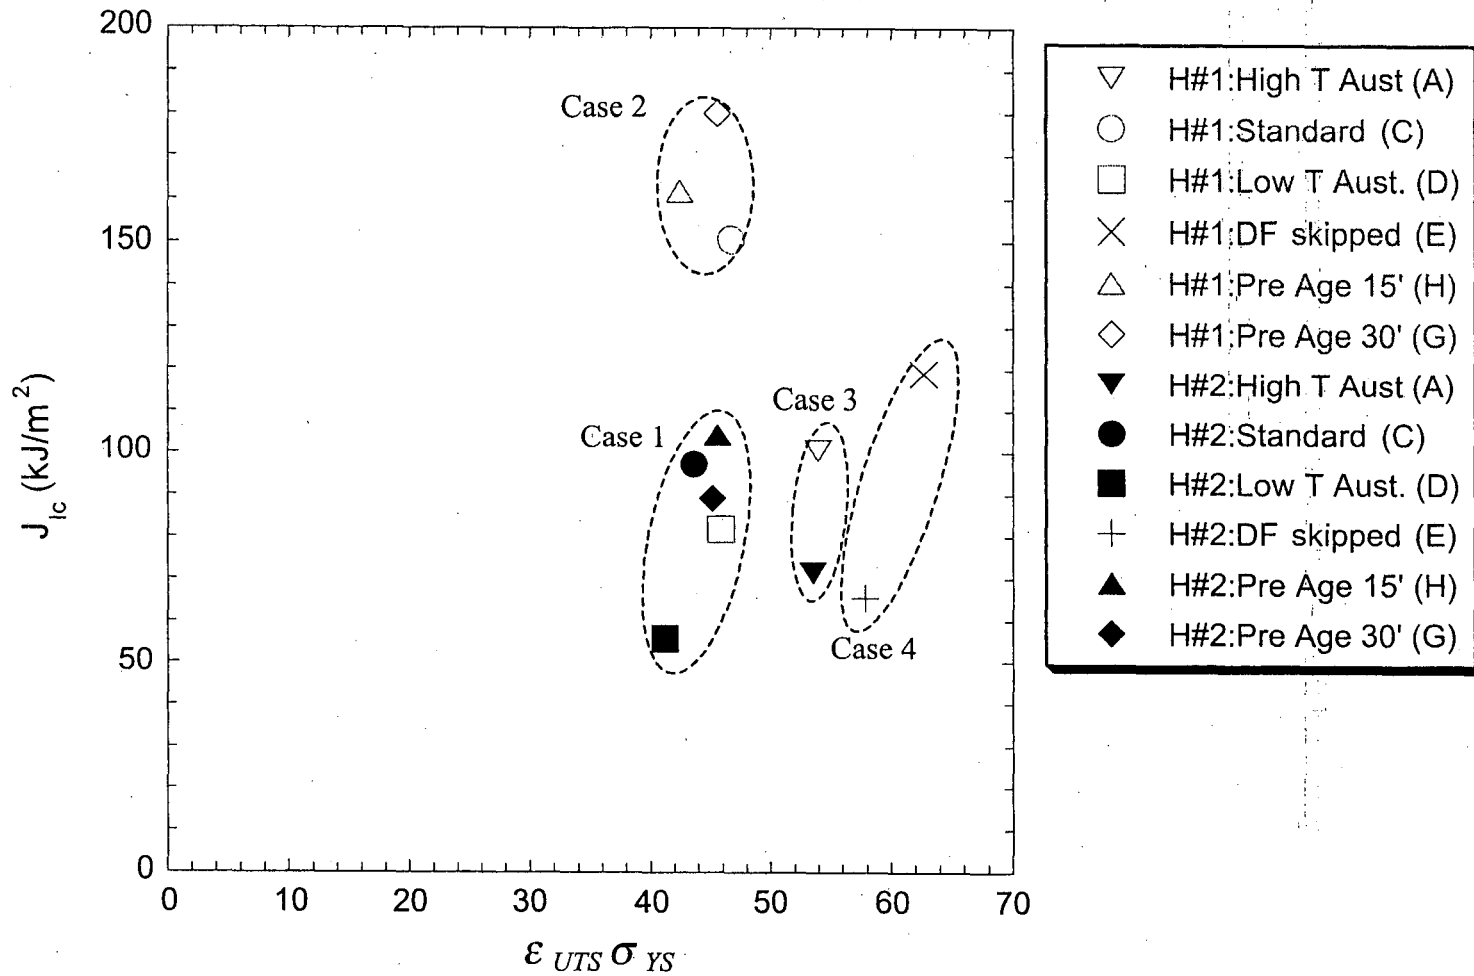 200
150
100
50
0
J_Ic (kJ/m²)
0 10 20 30 40 50 60 70
ε_UTS σ_YS
Case 2
Case 1
Case 3
Case 4
H#1:High T Aust (A)
H#1:Standard (C)
H#1:Low T Aust. (D)
H#1:DF skipped (E)
H#1:Pre Age 15' (H)
H#1:Pre Age 30' (G)
H#2:High T Aust (A)
H#2:Standard (C)
H#2:Low T Aust. (D)
H#2:DF skipped (E)
H#2:Pre Age 15' (H)
H#2:Pre Age 30' (G)